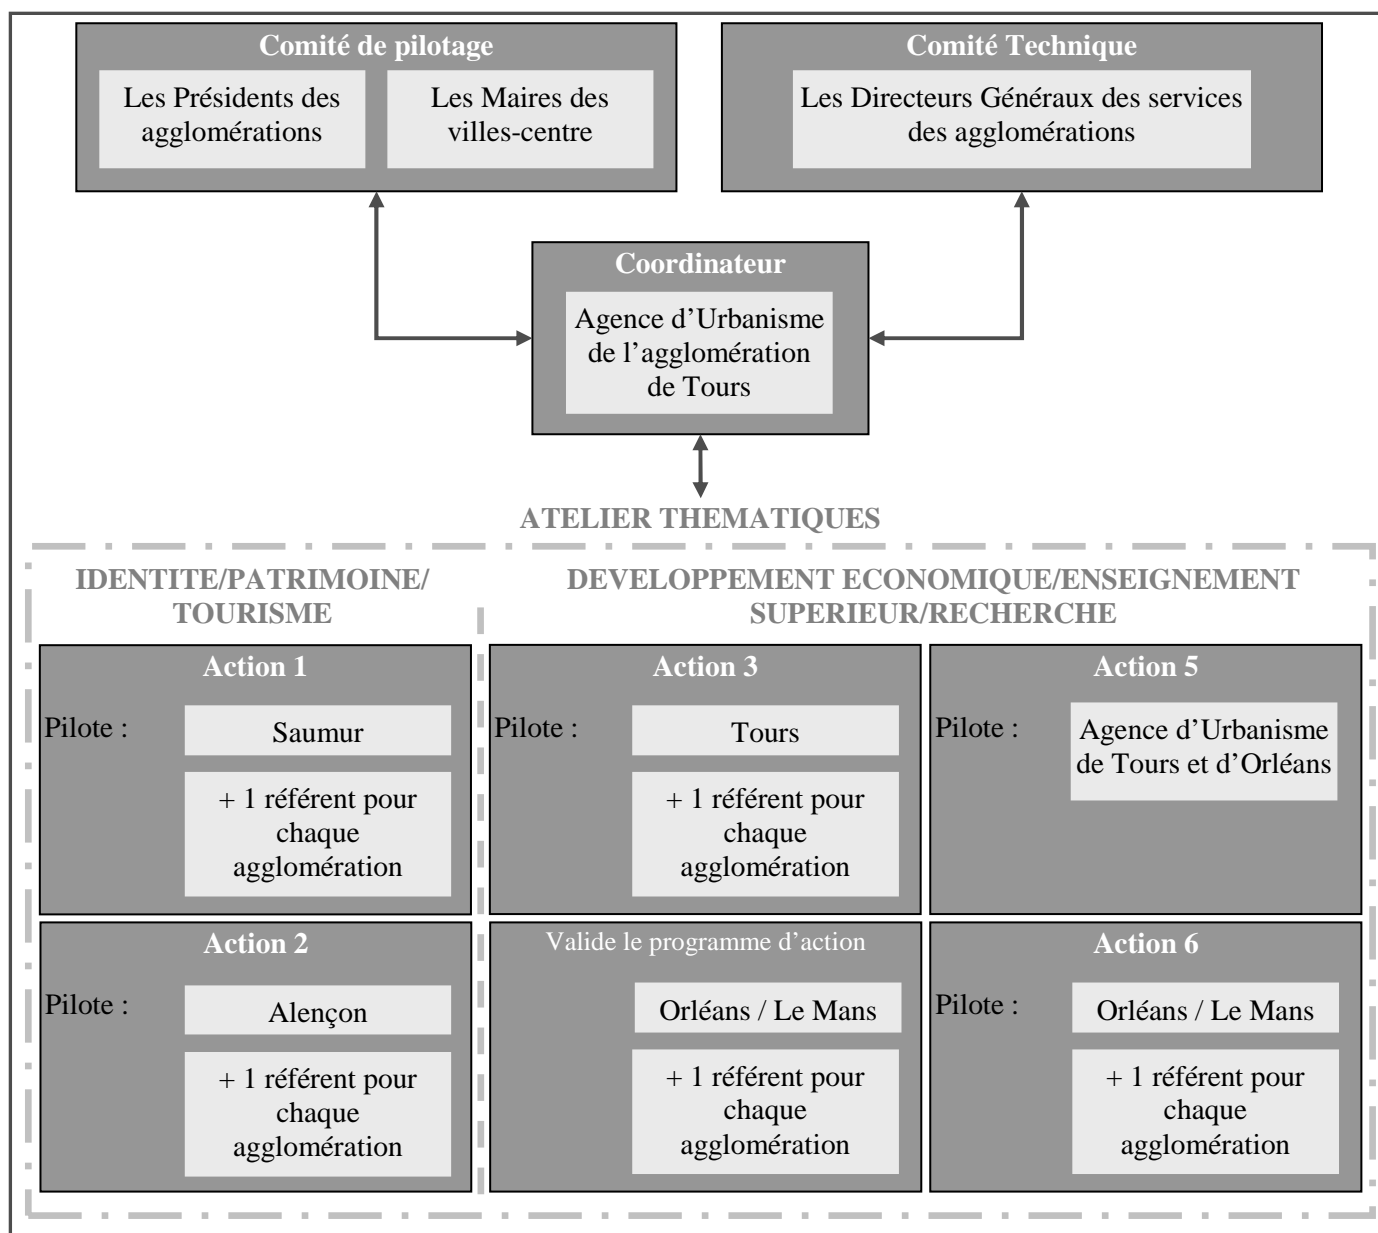 Comité de pilotage
Les Présidents des
agglomérations
Les Maires des
villes-centre
Comité Technique
Les Directeurs Généraux des services
des agglomérations
Coordinateur
Agence d’Urbanisme
de l’agglomération
de Tours
ATELIER THEMATIQUES
IDENTITE/PATRIMOINE/
TOURISME
DEVELOPPEMENT ECONOMIQUE/ENSEIGNEMENT
SUPERIEUR/RECHERCHE
Action 1
Pilote :
Saumur
+ 1 référent pour
chaque
agglomération
Action 3
Pilote :
Tours
+ 1 référent pour
chaque
agglomération
Action 5
Pilote :
Agence d’Urbanisme
de Tours et d’Orléans
Action 2
Pilote :
Alençon
+ 1 référent pour
chaque
agglomération
Valide le programme d’action
Orléans / Le Mans
+ 1 référent pour
chaque
agglomération
Action 6
Pilote :
Orléans / Le Mans
+ 1 référent pour
chaque
agglomération